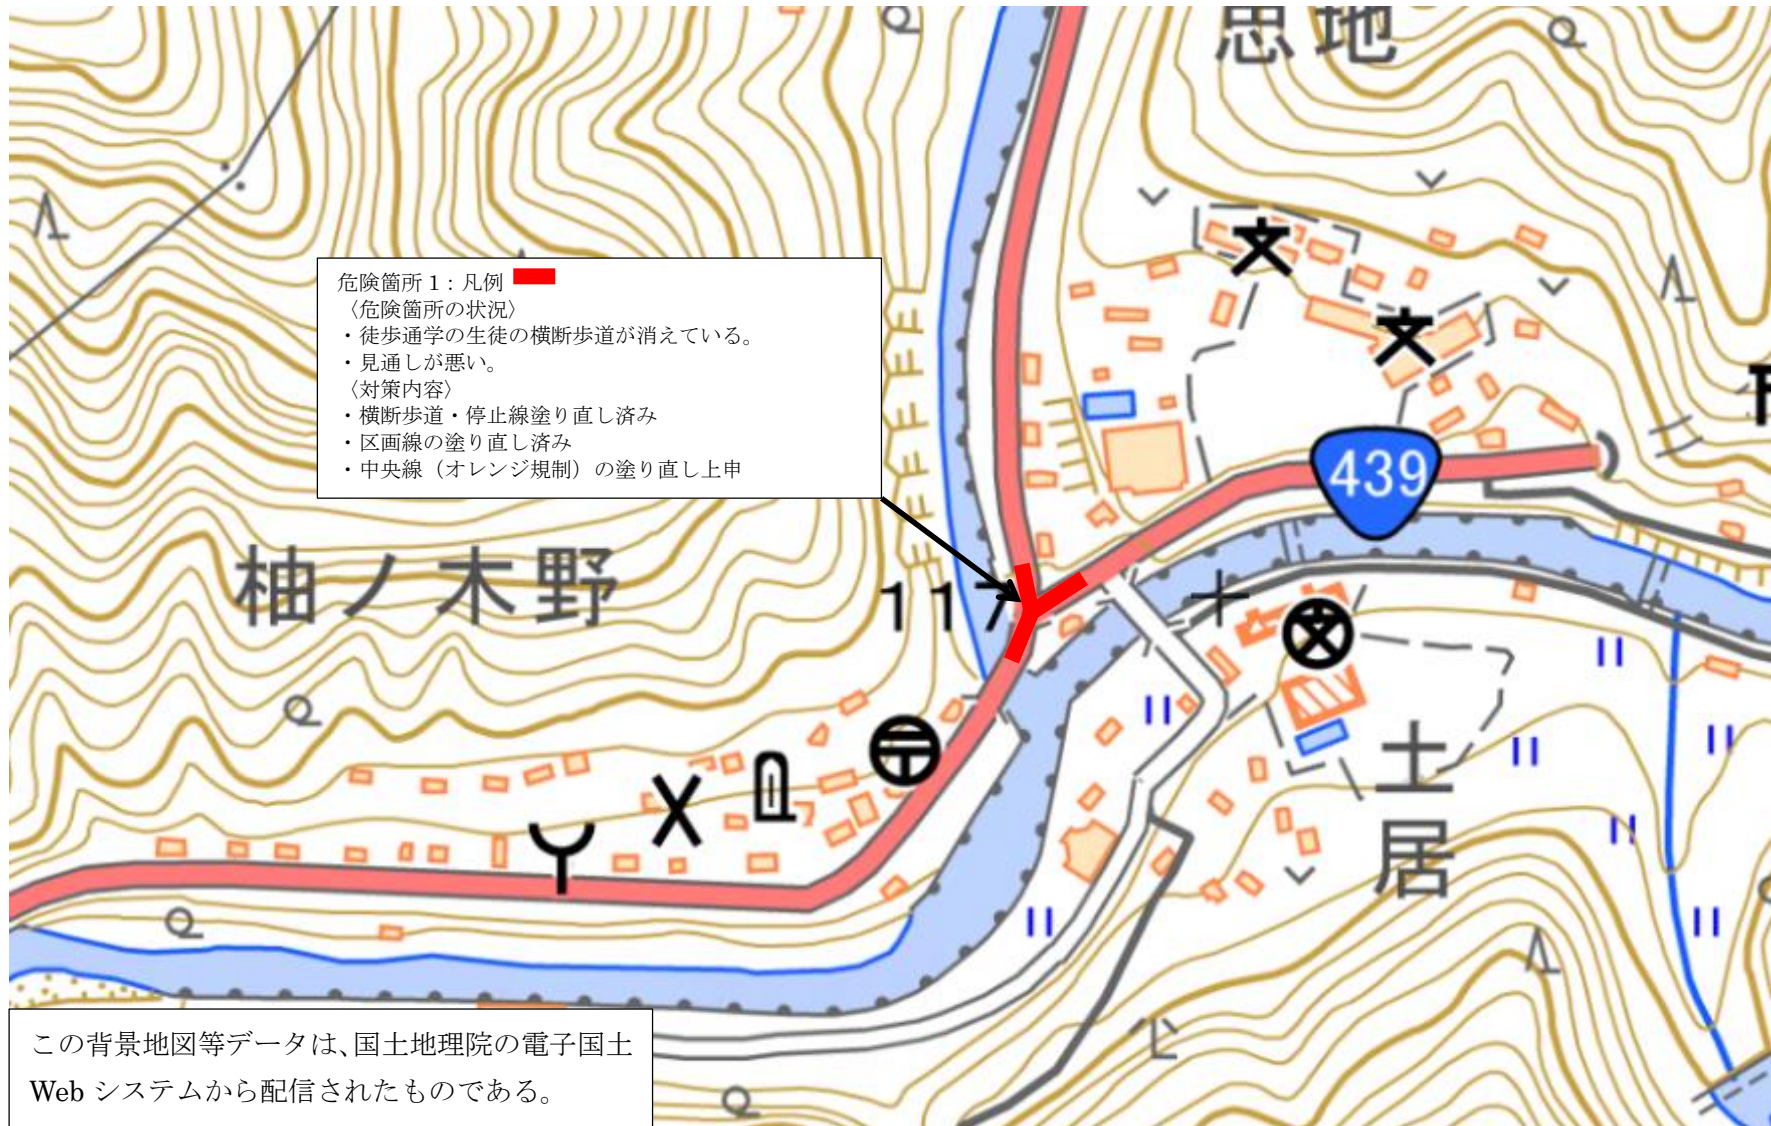 恵地
危険箇所 1：凡例
〈危険箇所の状況〉
・徒歩通学の生徒の横断歩道が消えている。
・見通しが悪い。
〈対策内容〉
・横断歩道・停止線塗り直し済み
・区画線の塗り直し済み
・中央線（オレンジ規制）の塗り直し上申
439
柚ノ木野
117
土居
この背景地図等データは、国土地理院の電子国土
Web システムから配信されたものである。